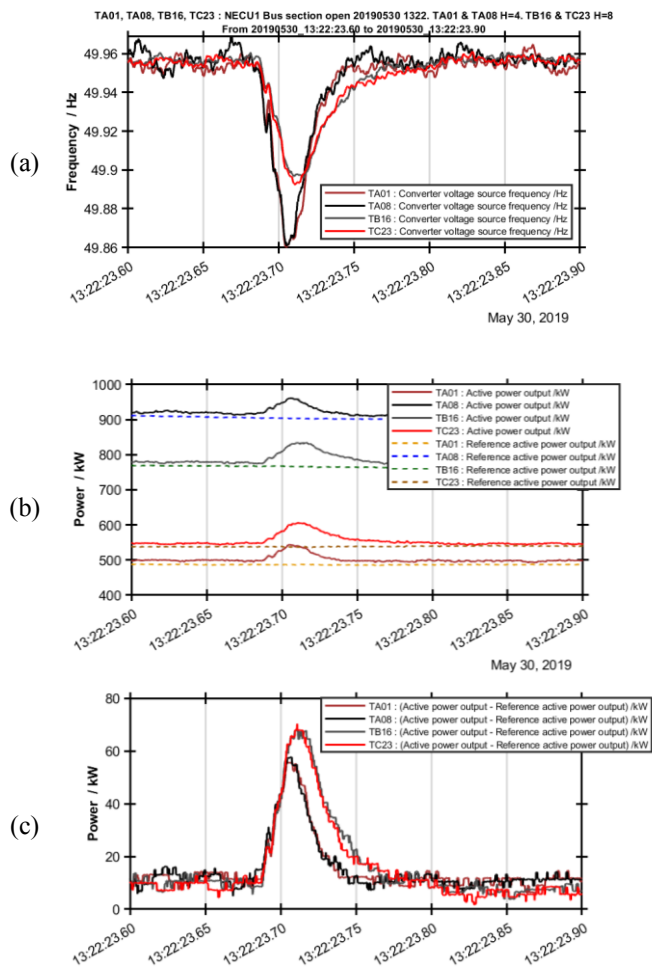 TA01, TA08, TB16, TC23 : NECU1 Bus section open 20190530 1322. TA01 & TA08 H=4. TB16 & TC23 H=8
From 20190530_13:22:23.60 to 20190530_13:22:23.90
(a)
Frequency / Hz
49.96
49.94
49.92
49.9
49.88
49.86
TA01 : Converter voltage source frequency /Hz
TA08 : Converter voltage source frequency /Hz
TB16 : Converter voltage source frequency /Hz
TC23 : Converter voltage source frequency /Hz
13:22:23.60
13:22:23.65
13:22:23.70
13:22:23.75
13:22:23.80
13:22:23.85
13:22:23.90
May 30, 2019
(b)
Power / kW
1000
900
800
700
600
500
400
TA01 : Active power output /kW
TA08 : Active power output /kW
TB16 : Active power output /kW
TC23 : Active power output /kW
TA01 : Reference active power output /kW
TA08 : Reference active power output /kW
TB16 : Reference active power output /kW
TC23 : Reference active power output /kW
13:22:23.60
13:22:23.65
13:22:23.70
13:22:23.75
13:22:23.80
13:22:23.85
13:22:23.90
May 30, 2019
(c)
Power / kW
80
60
40
20
0
TA01 : (Active power output - Reference active power output) /kW
TA08 : (Active power output - Reference active power output) /kW
TB16 : (Active power output - Reference active power output) /kW
TC23 : (Active power output - Reference active power output) /kW
13:22:23.60
13:22:23.65
13:22:23.70
13:22:23.75
13:22:23.80
13:22:23.85
13:22:23.90